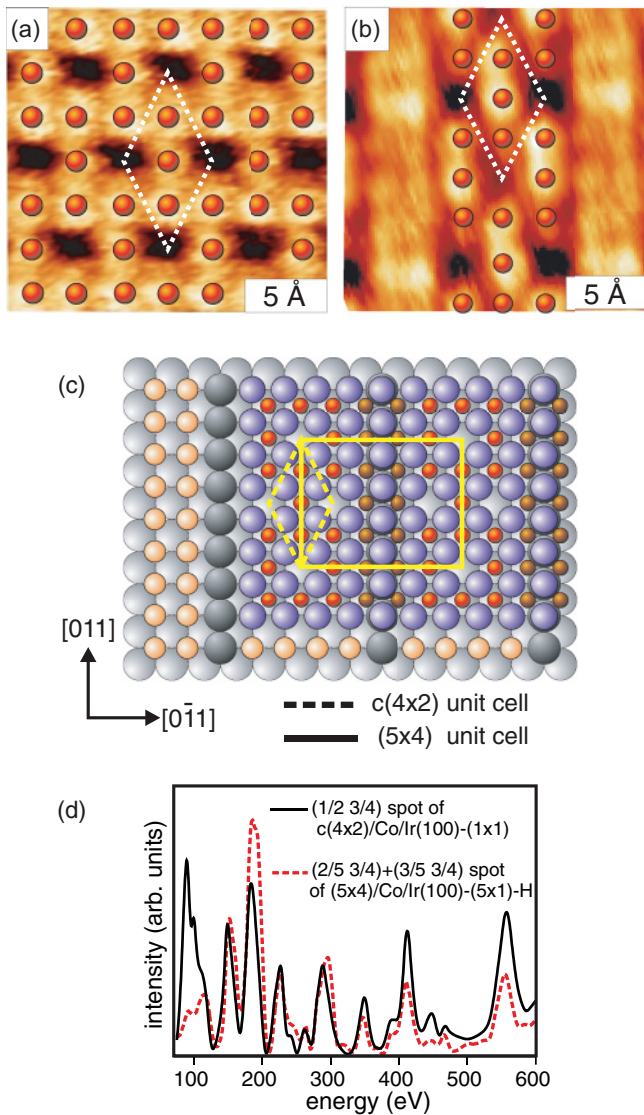 (a)
(b)
5 Å
5 Å
(c)
[011]
[01̄1]
c(4x2) unit cell
(5x4) unit cell
(d)
(1/2 3/4) spot of
c(4x2)/Co/Ir(100)-(1x1)
(2/5 3/4)+(3/5 3/4) spot
of (5x4)/Co/Ir(100)-(5x1)-H
intensity (arb. units)
100 200 300 400 500 600
energy (eV)